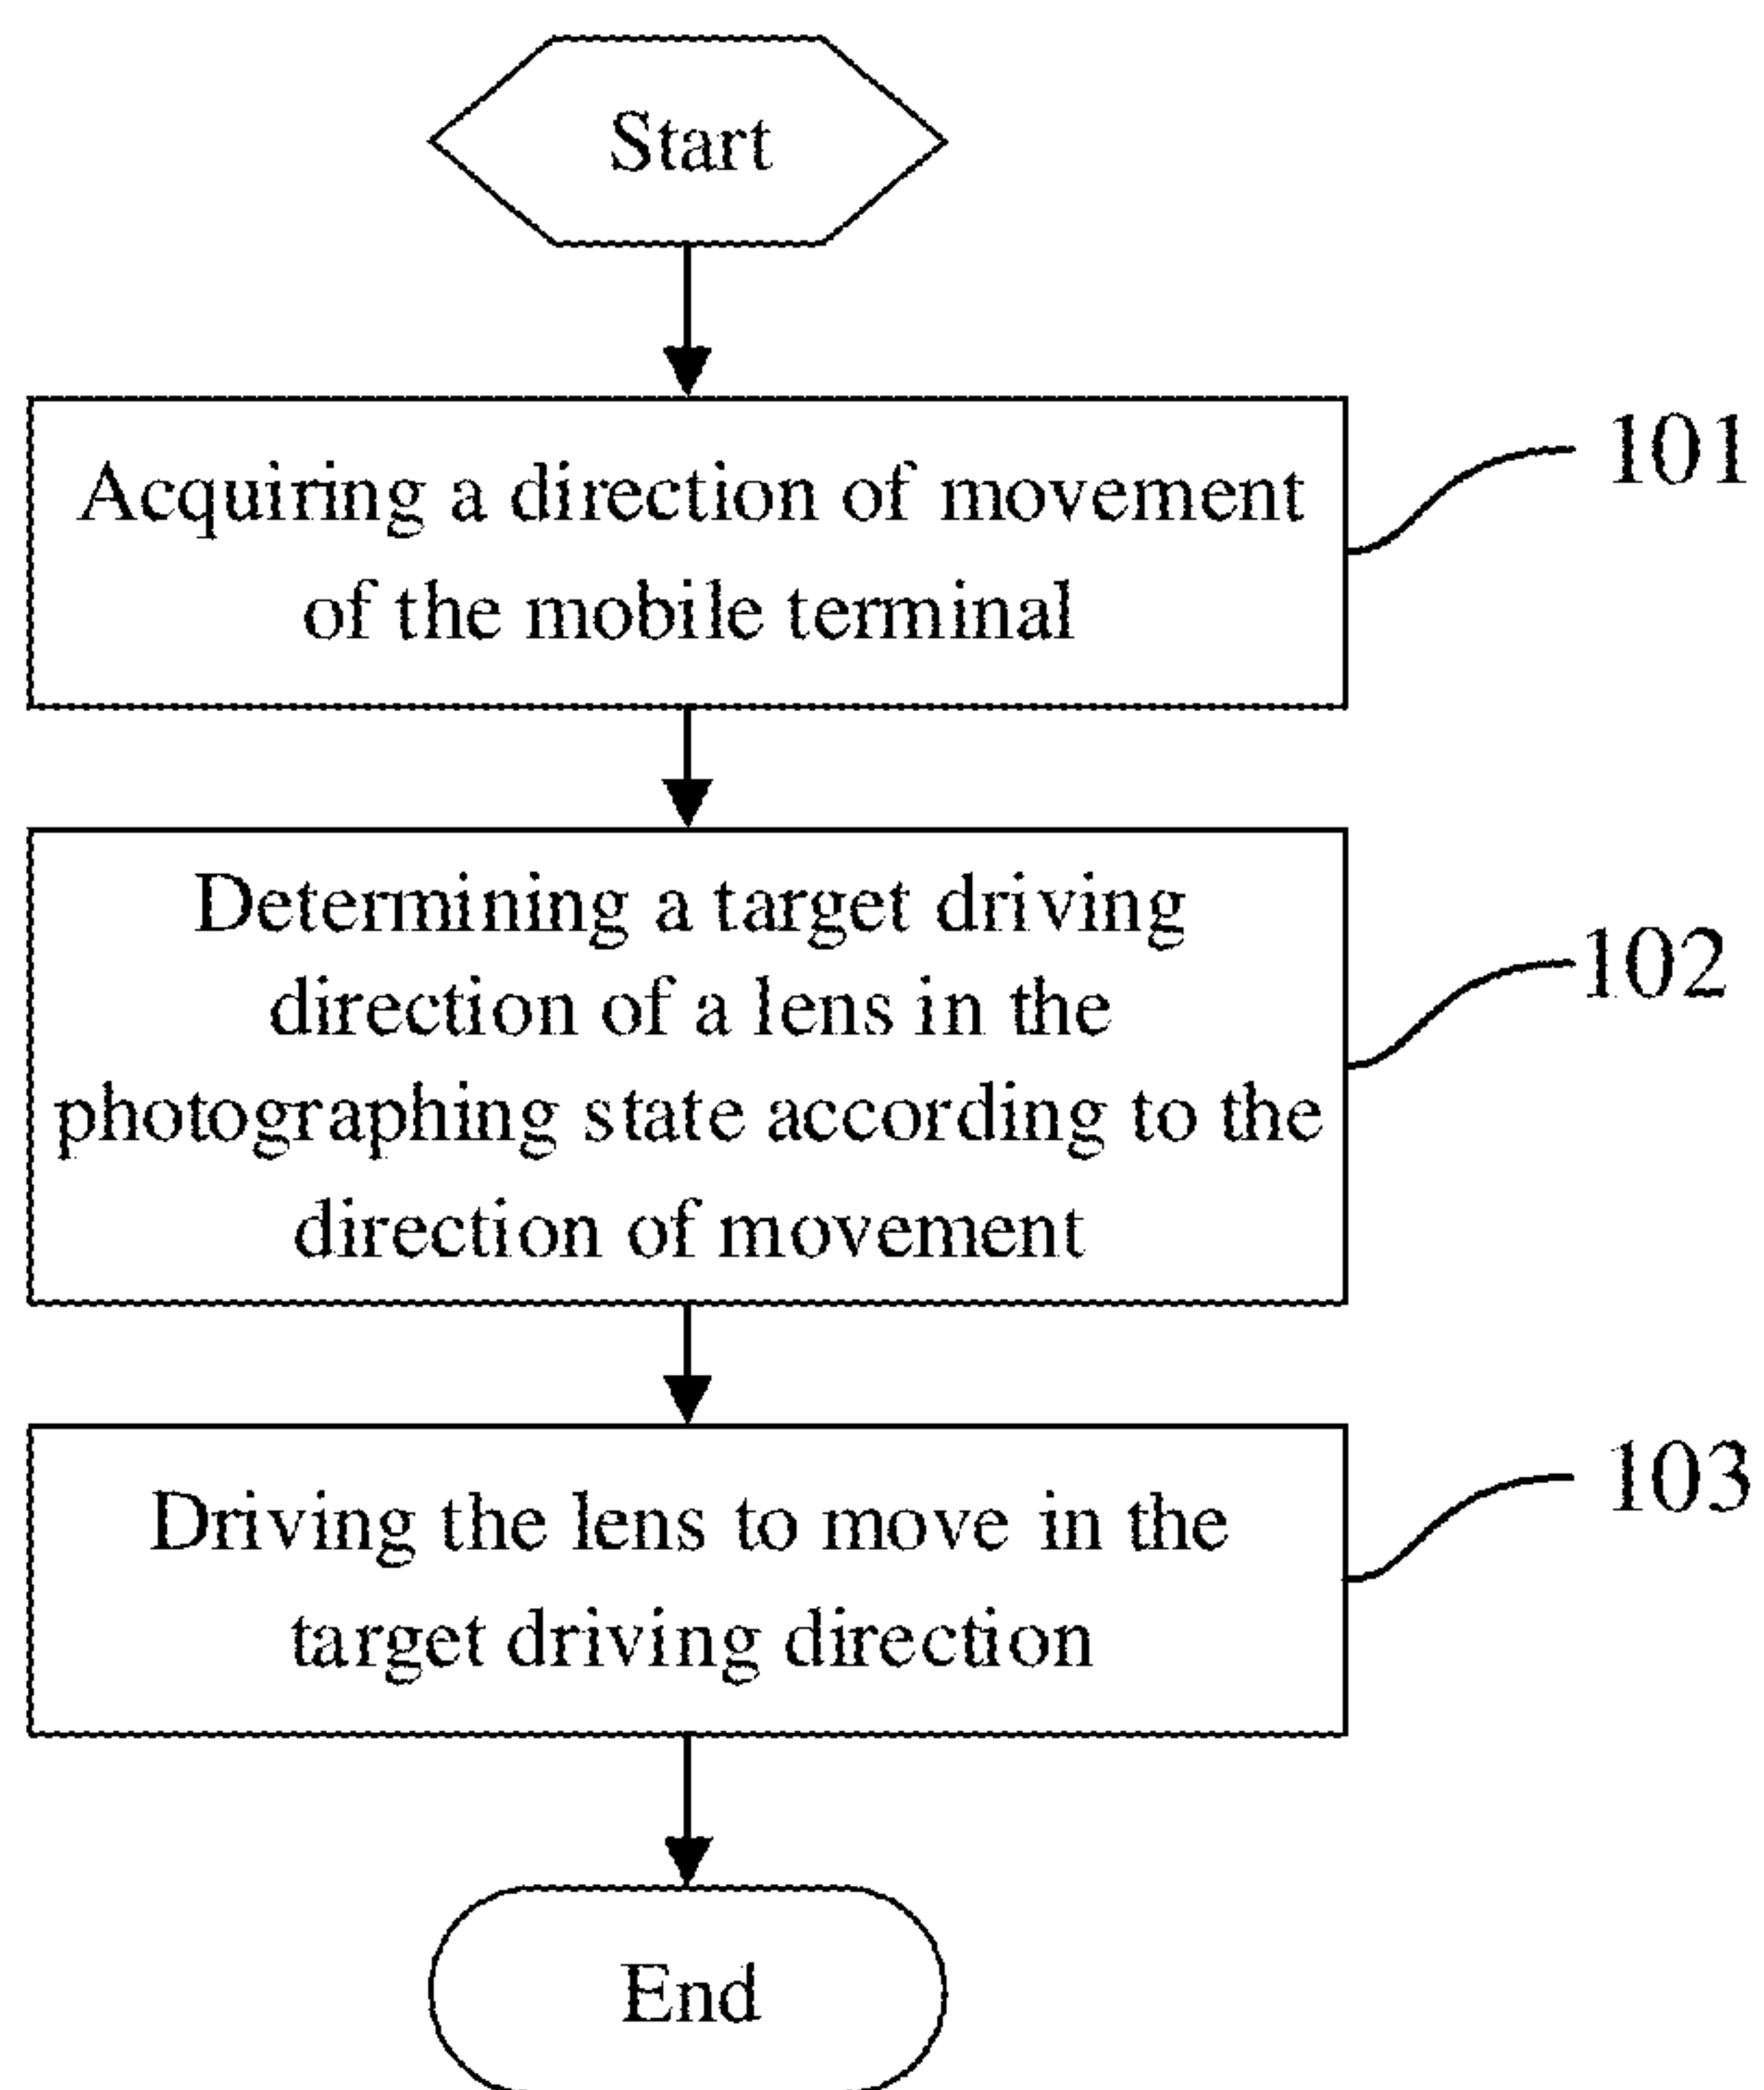 Start
Acquiring a direction of movement
101
of the mobile terminal
Determining a target driving
102
direction of a lens in the
photographing state according to the
direction of movement
Driving the lens to move in the
103
target driving direction
End